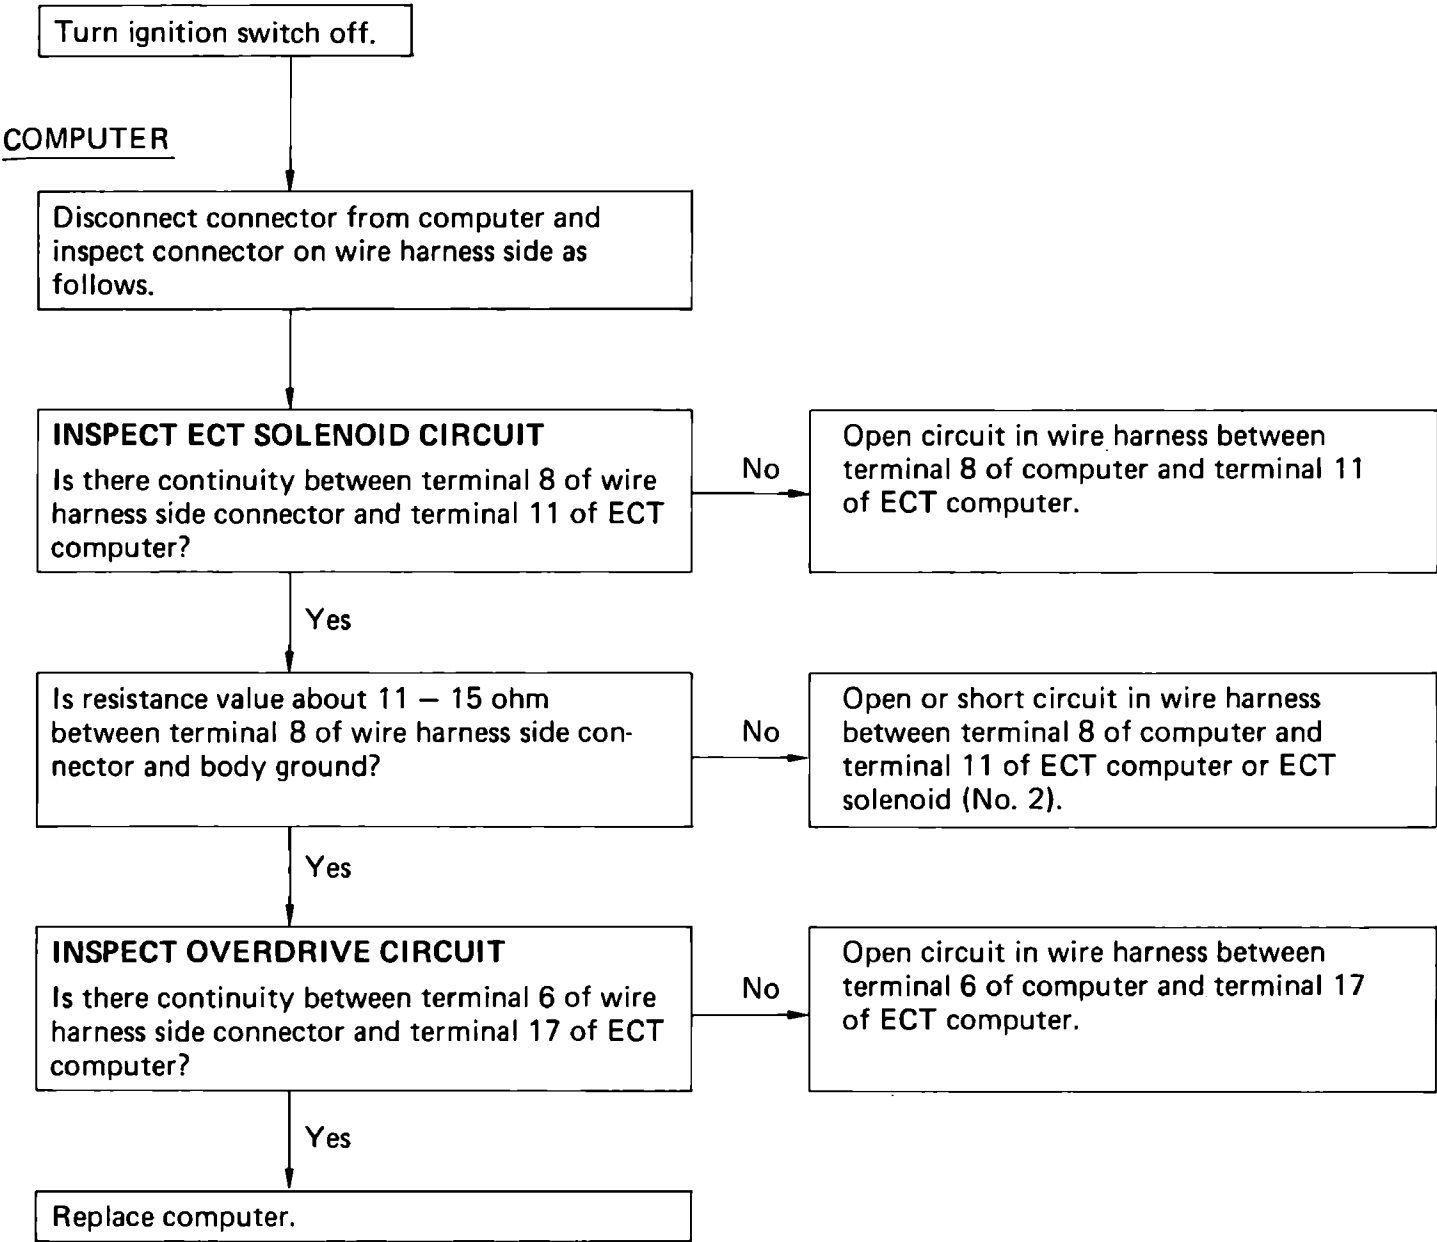 Turn ignition switch off.
COMPUTER
Disconnect connector from computer and
inspect connector on wire harness side as
follows.
INSPECT ECT SOLENOID CIRCUIT
Is there continuity between terminal 8 of wire
harness side connector and terminal 11 of ECT
computer?
No
Open circuit in wire harness between
terminal 8 of computer and terminal 11
of ECT computer.
Yes
Is resistance value about 11 – 15 ohm
between terminal 8 of wire harness side con-
nector and body ground?
No
Open or short circuit in wire harness
between terminal 8 of computer and
terminal 11 of ECT computer or ECT
solenoid (No. 2).
Yes
INSPECT OVERDRIVE CIRCUIT
Is there continuity between terminal 6 of wire
harness side connector and terminal 17 of ECT
computer?
No
Open circuit in wire harness between
terminal 6 of computer and terminal 17
of ECT computer.
Yes
Replace computer.